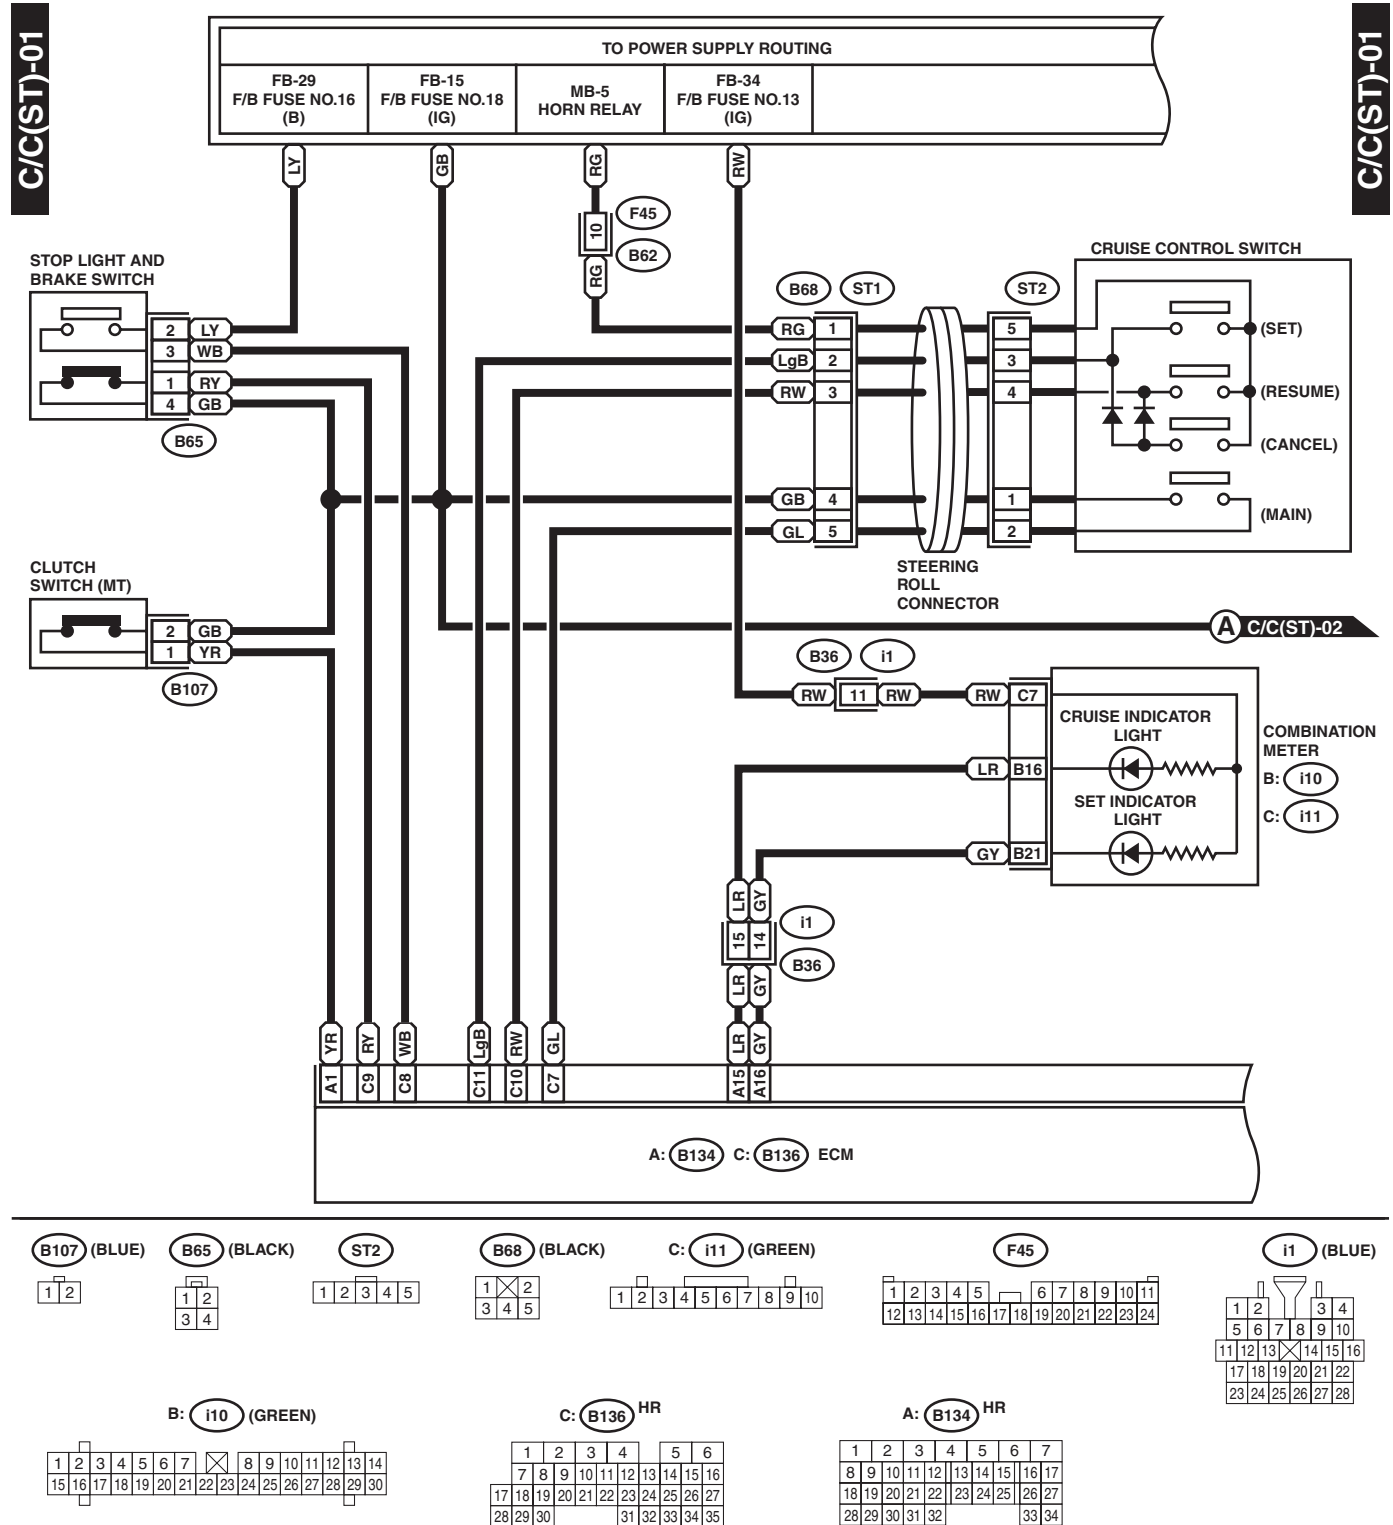 C/C(ST)-01
C/C(ST)-01
TO POWER SUPPLY ROUTING
FB-29
F/B FUSE NO.16
(B)
FB-15
F/B FUSE NO.18
(IG)
MB-5
HORN RELAY
FB-34
F/B FUSE NO.13
(IG)
LY
GB
RG
RW
10
F45
B62
RG
STOP LIGHT AND
BRAKE SWITCH
2 LY
3 WB
1 RY
4 GB
B65
CRUISE CONTROL SWITCH
B68 ST1 ST2
RG 1 5
LgB 2 3
RW 3 4
GB 4 1
GL 5 2
(SET)
(RESUME)
(CANCEL)
(MAIN)
STEERING
ROLL
CONNECTOR
CLUTCH
SWITCH (MT)
2 GB
1 YR
B107
A C/C(ST)-02
B36 i1
RW 11 RW RW C7
CRUISE INDICATOR
LIGHT
LR B16
SET INDICATOR
LIGHT
GY B21
COMBINATION
METER
B: i10
C: i11
LR GY
15 14
i1
B36
LR GY
YR RY WB LgB RW GL LR GY
A1 C9 C8 C11 C10 C7 A15 A16
A: B134 C: B136 ECM
B107 (BLUE)
1 2
B65 (BLACK)
1 2
3 4
ST2
1 2 3 4 5
B68 (BLACK)
1 2
3 4 5
C: i11 (GREEN)
1 2 3 4 5 6 7 8 9 10
F45
1 2 3 4 5 6 7 8 9 10 11
12 13 14 15 16 17 18 19 20 21 22 23 24
i1 (BLUE)
1 2 3 4
5 6 7 8 9 10
11 12 13 14 15 16
17 18 19 20 21 22
23 24 25 26 27 28
B: i10 (GREEN)
1 2 3 4 5 6 7 8 9 10 11 12 13 14
15 16 17 18 19 20 21 22 23 24 25 26 27 28 29 30
C: B136 HR
1 2 3 4 5 6
7 8 9 10 11 12 13 14 15 16
17 18 19 20 21 22 23 24 25 26 27
28 29 30 31 32 33 34 35
A: B134 HR
1 2 3 4 5 6 7
8 9 10 11 12 13 14 15 16 17
18 19 20 21 22 23 24 25 26 27
28 29 30 31 32 33 34